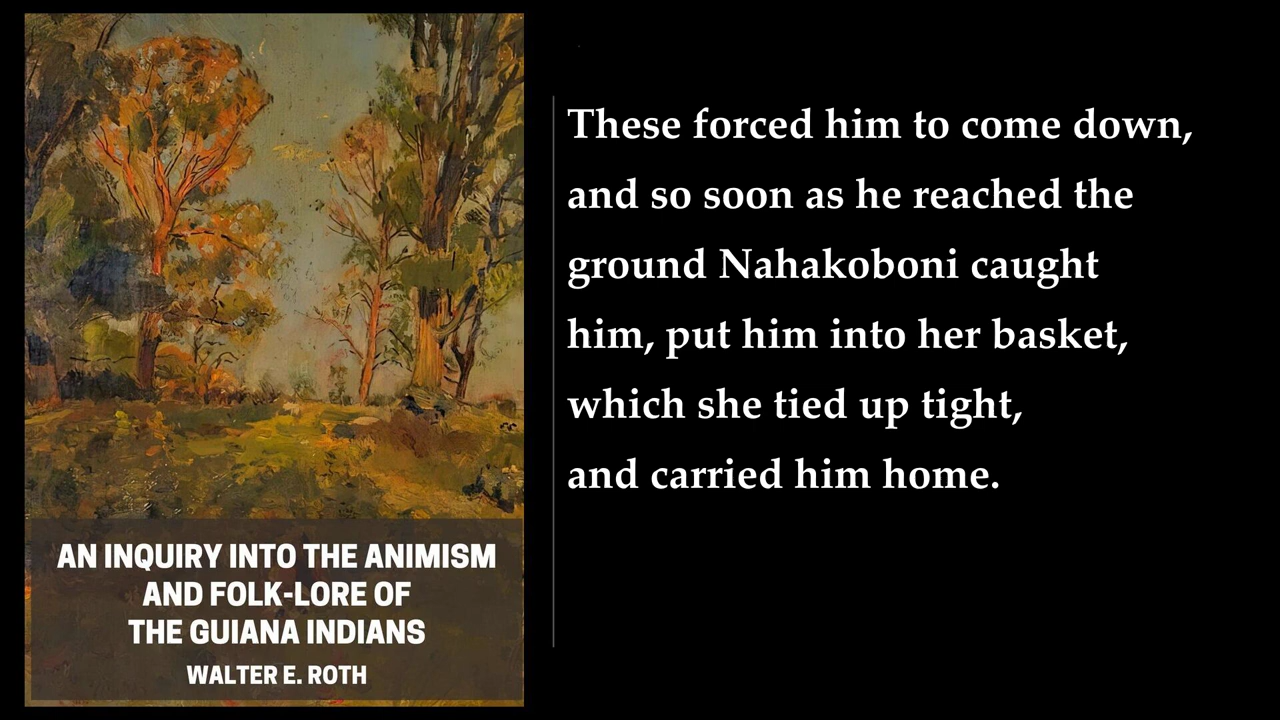 These forced him to come down,
and so soon as he reached the
ground Nahakoboni caught
him, put him into her basket,
which she tied up tight,
and carried him home.
AN INQUIRY INTO THE ANIMISM
AND FOLK-LORE OF
THE GUIANA INDIANS
WALTER E. ROTH